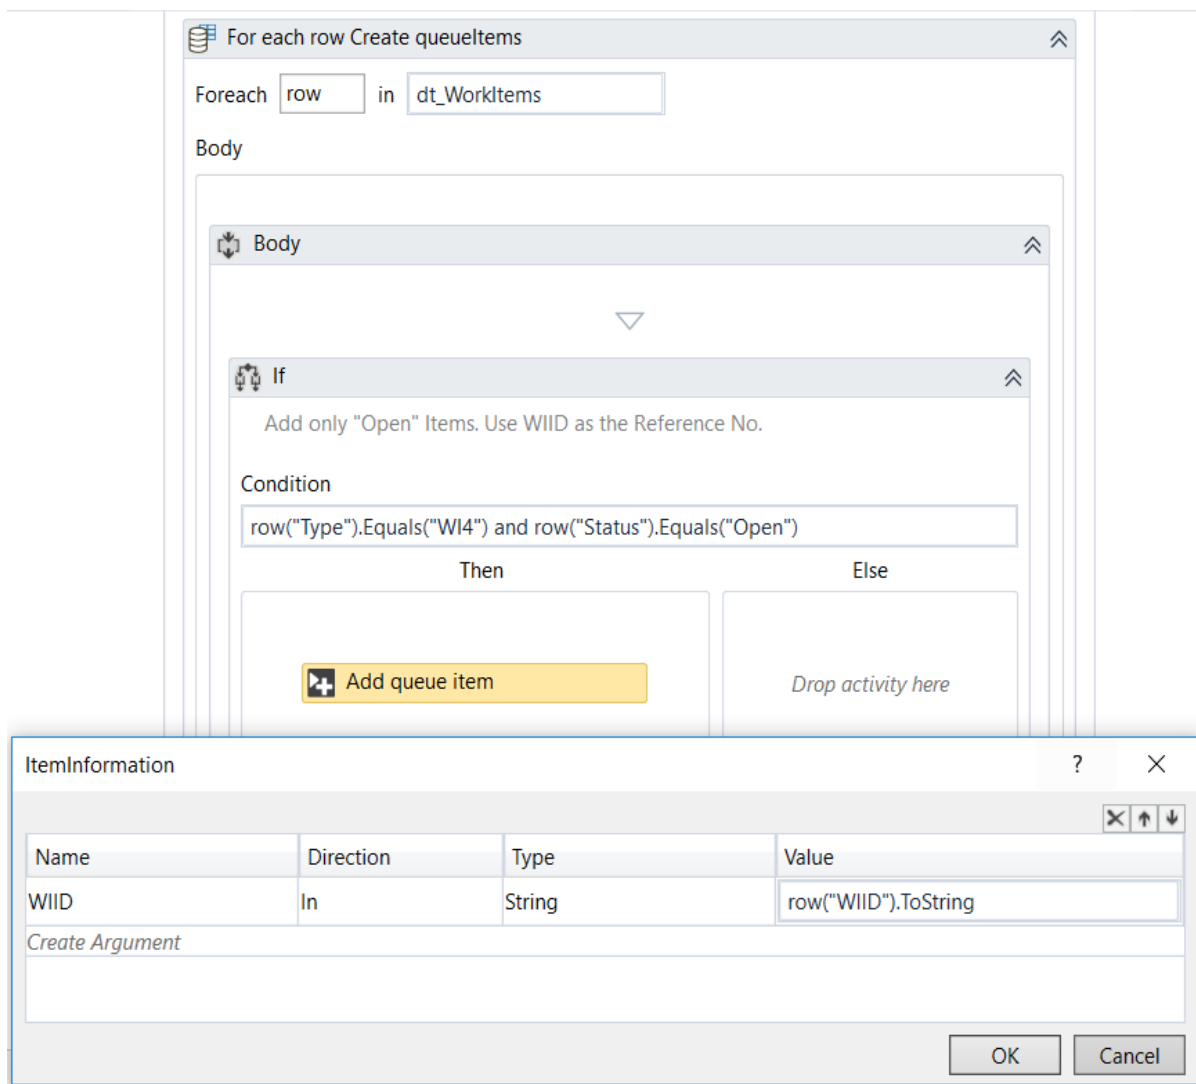 For each row Create queueItems
Foreach row in dt_WorkItems
Body
Body
If
Add only "Open" Items. Use WIID as the Reference No.
Condition
row("Type").Equals("WI4") and row("Status").Equals("Open")
Then Else
Add queue item Drop activity here
ItemInformation ?
Name Direction Type Value
WIID In String row("WIID").ToString
Create Argument
OK Cancel